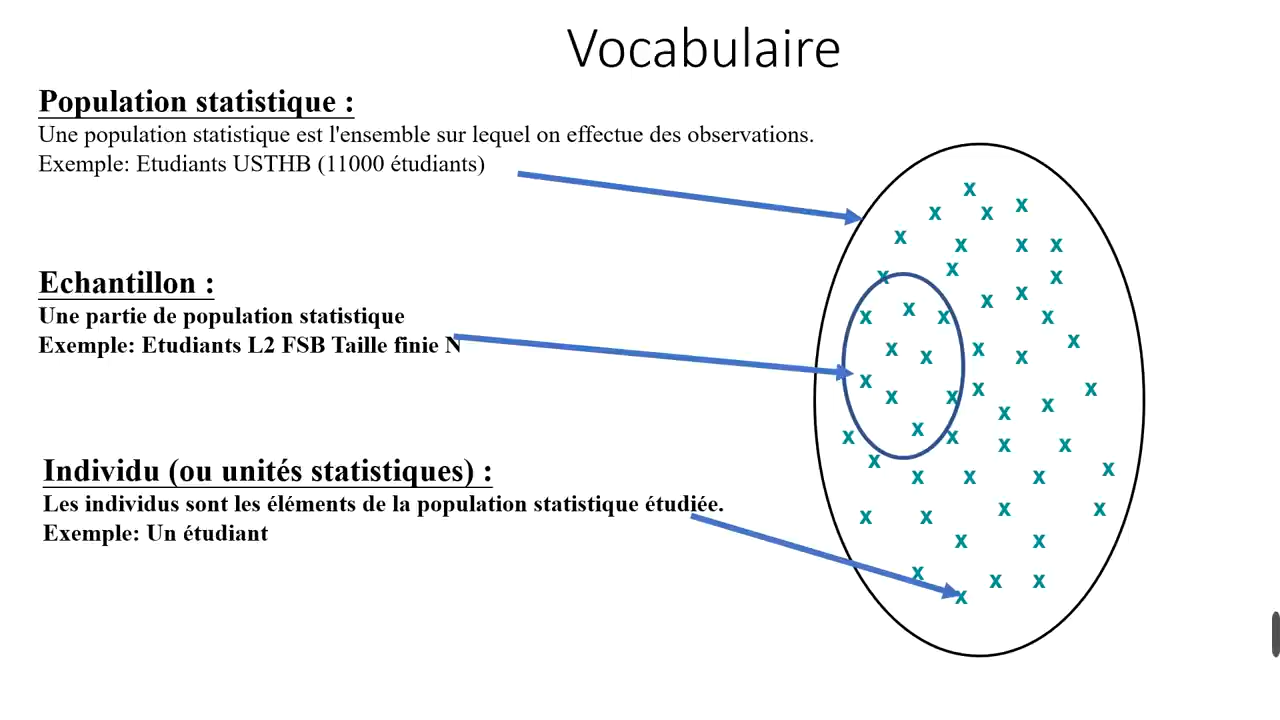 Vocabulaire
Population statistique :
Une population statistique est l'ensemble sur lequel on effectue des observations.
Exemple: Etudiants USTHB (11000 étudiants)
Echantillon :
Une partie de population statistique
Exemple: Etudiants L2 FSB Taille finie N
Individu (ou unités statistiques) :
Les individus sont les éléments de la population statistique étudiée.
Exemple: Un étudiant